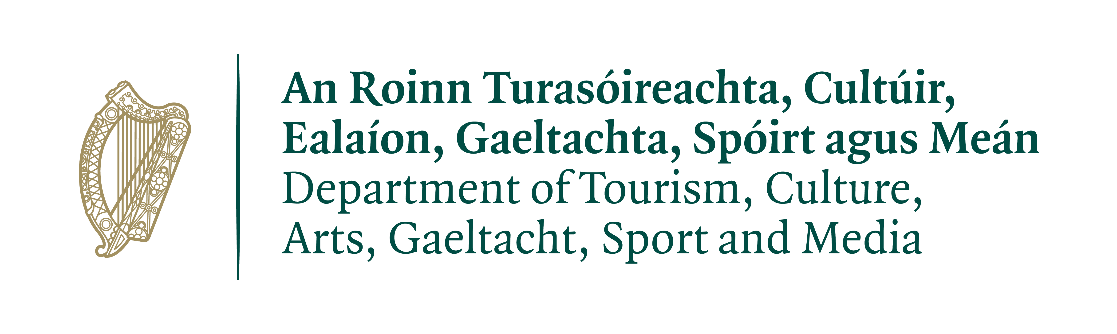 An Roinn Turasóireachta, Cultúir,
Ealaíon, Gaeltachta, Spóirt agus Meán
Department of Tourism, Culture,
Arts, Gaeltacht, Sport and Media